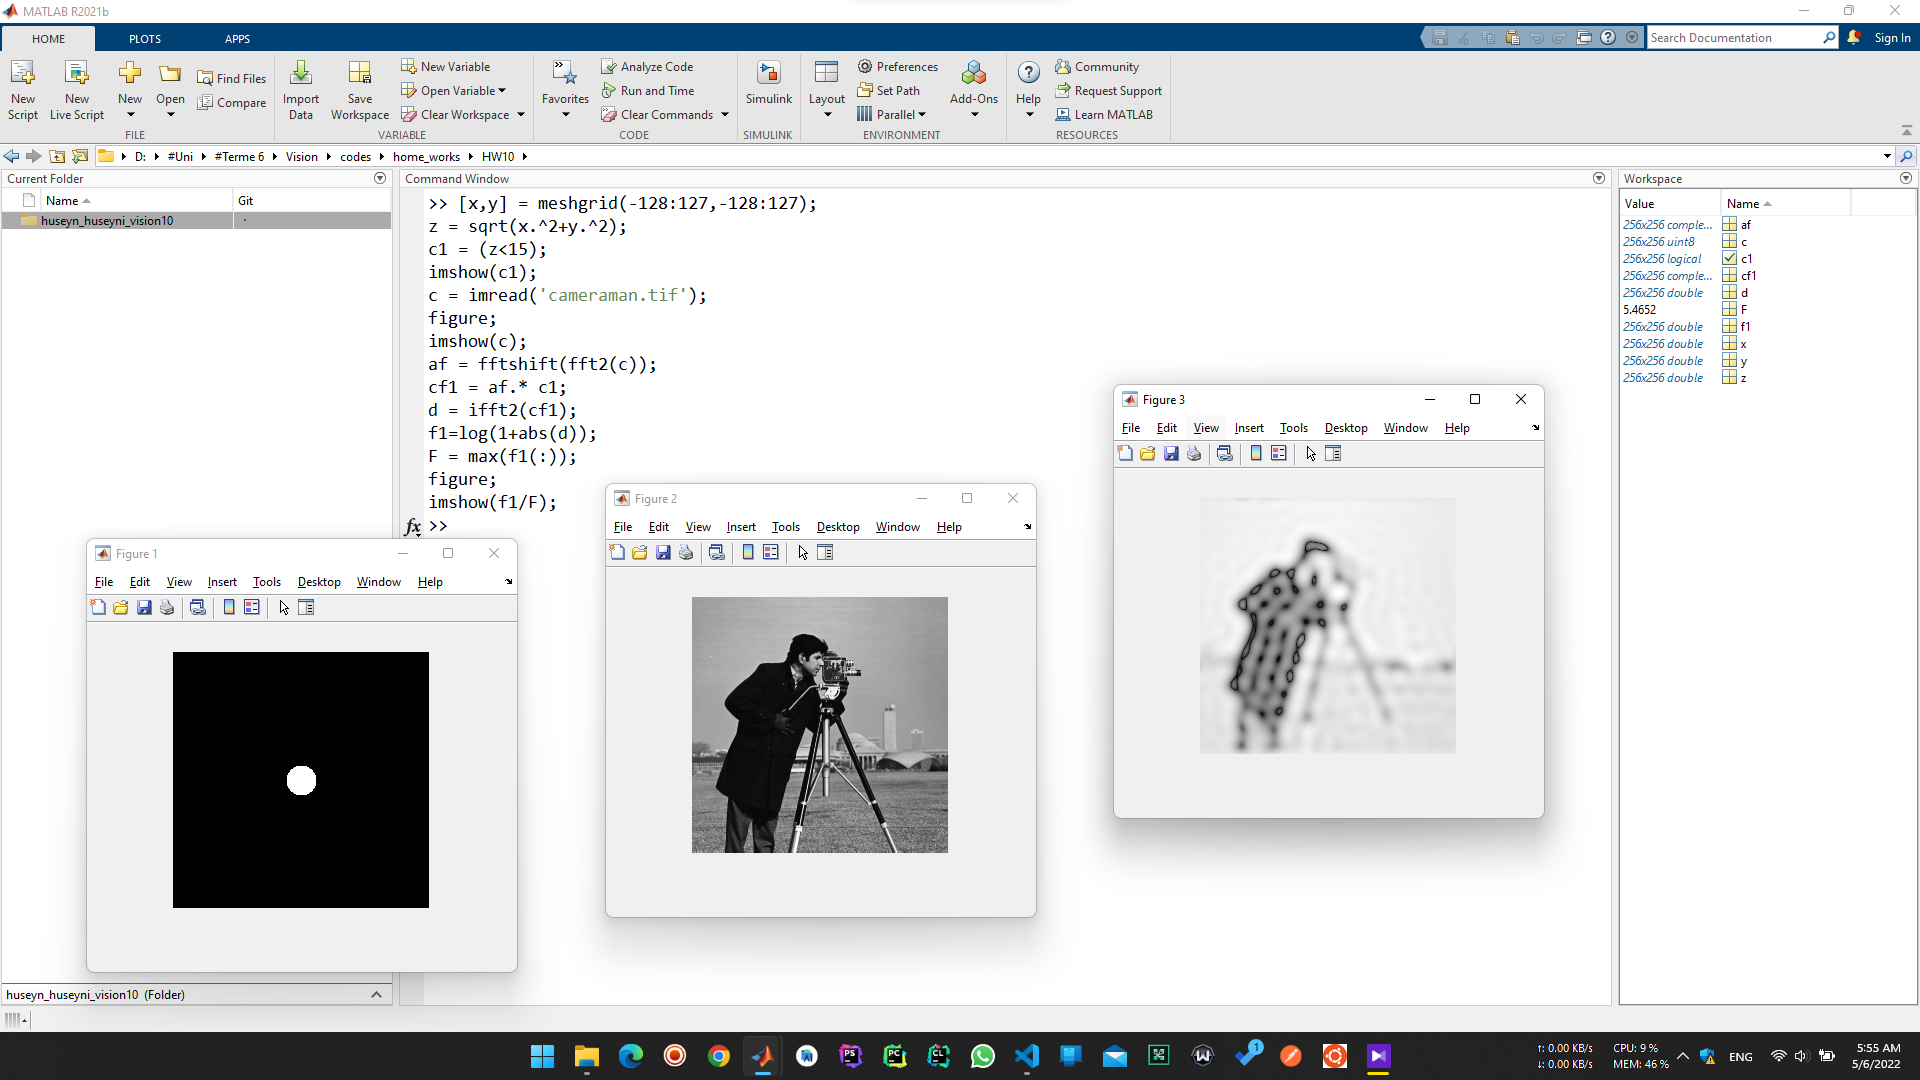 MATLAB R2021b
HOME PLOTS APPS
Search Documentation
Sign In
New Script
New Live Script
New
Open
Find Files
Compare
FILE
Import Data
Save Workspace
New Variable
Open Variable
Clear Workspace
VARIABLE
Favorites
Analyze Code
Run and Time
Clear Commands
CODE
Simulink
SIMULINK
Layout
Preferences
Set Path
Parallel
ENVIRONMENT
Add-Ons
Help
Community
Request Support
Learn MATLAB
RESOURCES
D: #Uni #Terme 6 Vision codes home_works HW10
Current Folder
Name Git
huseyn_huseyni_vision10
Command Window
>> [x,y] = meshgrid(-128:127,-128:127);
z = sqrt(x.^2+y.^2);
c1 = (z<15);
imshow(c1);
c = imread('cameraman.tif');
figure;
imshow(c);
af = fftshift(fft2(c));
cf1 = af.* c1;
d = ifft2(cf1);
f1=log(1+abs(d));
F = max(f1(:));
figure;
imshow(f1/F);
fx >>
Workspace
Value Name
256x256 comple... af
256x256 uint8 c
256x256 logical c1
256x256 comple... cf1
256x256 double d
5.4652 F
256x256 double f1
256x256 double x
256x256 double y
256x256 double z
Figure 1
File Edit View Insert Tools Desktop Window Help
Figure 2
File Edit View Insert Tools Desktop Window Help
Figure 3
File Edit View Insert Tools Desktop Window Help
huseyn_huseyni_vision10 (Folder)
PS
PC
CL
1
↑: 0.00 KB/s
↓: 0.00 KB/s
CPU: 9 %
MEM: 46 %
ENG
5:55 AM
5/6/2022